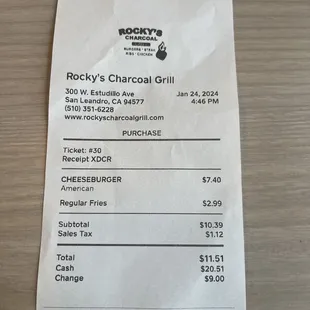 ROCKY'S
CHARCOAL
BURGERS • STEAK
RIBS • CHICKEN
Rocky's Charcoal Grill
300 W. Estudillo Ave
Jan 24, 2024
San Leandro, CA 94577
4:46 PM
(510) 351-6228
www.rockyscharcoalgrill.com
PURCHASE
Ticket: #30
Receipt XDCR
CHEESEBURGER $7.40
American
Regular Fries $2.99
Subtotal $10.39
Sales Tax $1.12
Total $11.51
Cash $20.51
Change $9.00